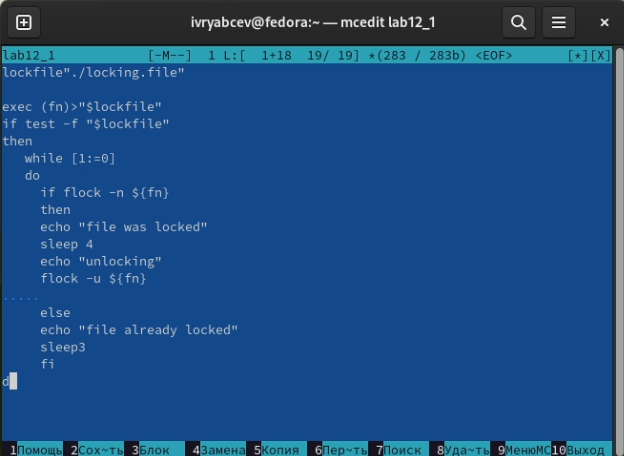 ivryabcev@fedora:~ — mcedit lab12_1
lab12_1 [-M--] 1 L:[ 1+18 19/ 19] *(283 / 283b) <EOF> [*][X]
lockfile"./locking.file"
exec (fn)>"$lockfile"
if test -f "$lockfile"
then
while [1:=0]
do
if flock -n ${fn}
then
echo "file was locked"
sleep 4
echo "unlocking"
flock -u ${fn}
.....
else
echo "file already locked"
sleep3
fi
d
1Помощь 2Сох~ть 3Блок 4Замена 5Копия 6Пер~ть 7Поиск 8Уда~ть 9МенюMC 10Выход